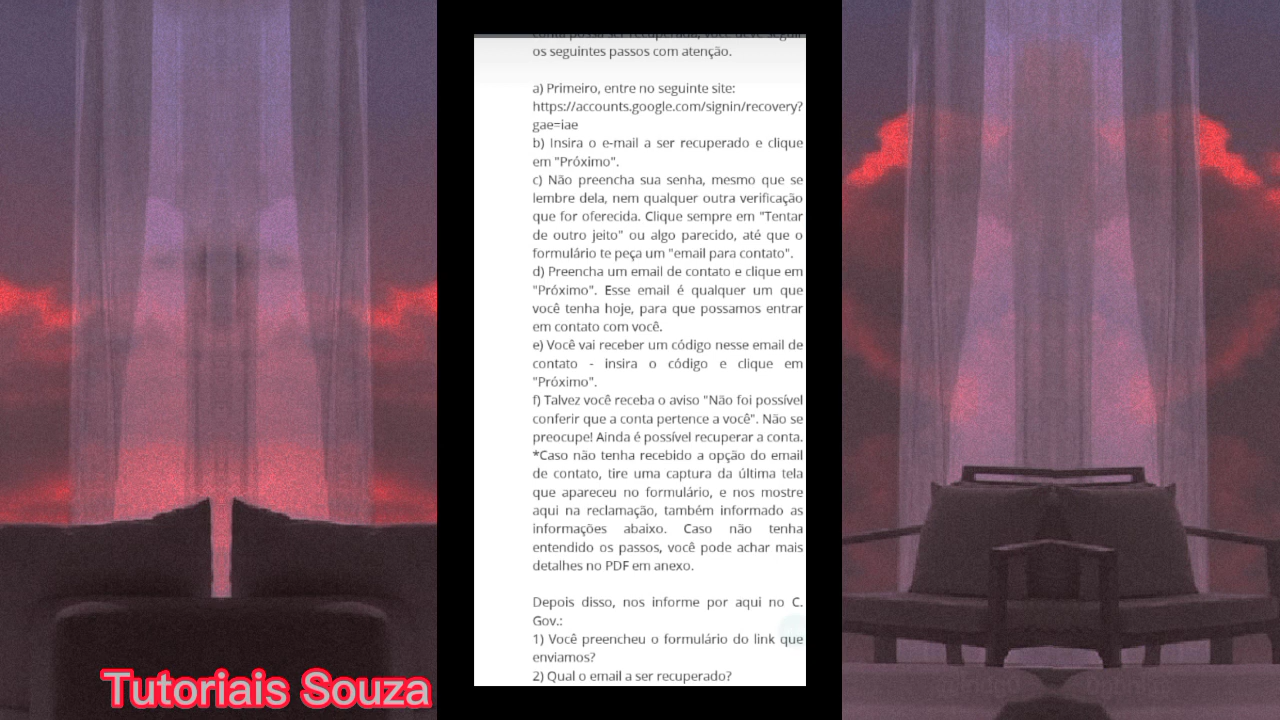 os seguintes passos com atenção.
a) Primeiro, entre no seguinte site:
https://accounts.google.com/signin/recovery?
gae=iae
b) Insira o e-mail a ser recuperado e clique
em "Próximo".
c) Não preencha sua senha, mesmo que se
lembre dela, nem qualquer outra verificação
que for oferecida. Clique sempre em "Tentar
de outro jeito" ou algo parecido, até que o
formulário te peça um "email para contato".
d) Preencha um email de contato e clique em
"Próximo". Esse email é qualquer um que
você tenha hoje, para que possamos entrar
em contato com você.
e) Você vai receber um código nesse email de
contato - insira o código e clique em
"Próximo".
f) Talvez você receba o aviso "Não foi possível
conferir que a conta pertence a você". Não se
preocupe! Ainda é possível recuperar a conta.
*Caso não tenha recebido a opção do email
de contato, tire uma captura da última tela
que apareceu no formulário, e nos mostre
aqui na reclamação, também informado as
informações abaixo. Caso não tenha
entendido os passos, você pode achar mais
detalhes no PDF em anexo.
Depois disso, nos informe por aqui no C.
Gov.:
1) Você preencheu o formulário do link que
enviamos?
2) Qual o email a ser recuperado?
Tutoriais Souza